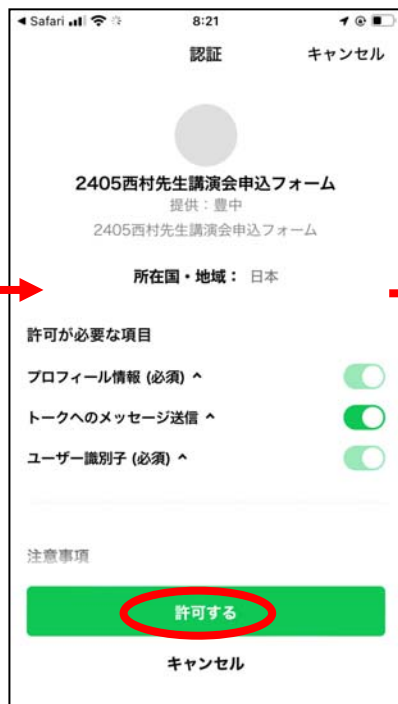 Safari 8:21
認証 キャンセル
2405西村先生講演会申込フォーム
提供：豊中
2405西村先生講演会申込フォーム
所在国・地域： 日本
許可が必要な項目
プロフィール情報 (必須)
トークへのメッセージ送信
ユーザー識別子 (必須)
注意事項
許可する
キャンセル